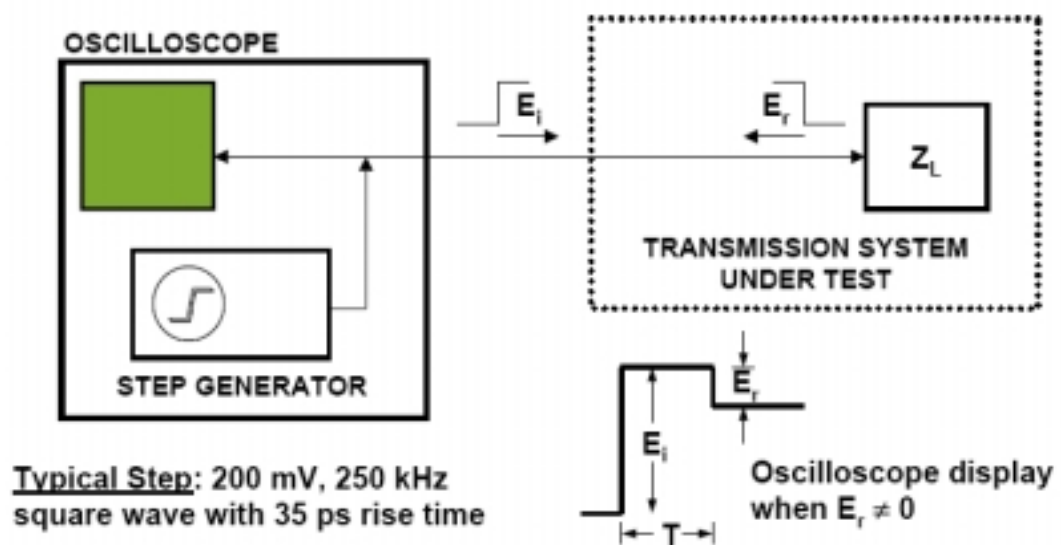 OSCILLOSCOPE
Ei
Er
ZL
TRANSMISSION SYSTEM
UNDER TEST
STEP GENERATOR
Er
Ei
T
Typical Step: 200 mV, 250 kHz
square wave with 35 ps rise time
Oscilloscope display
when Er ≠ 0